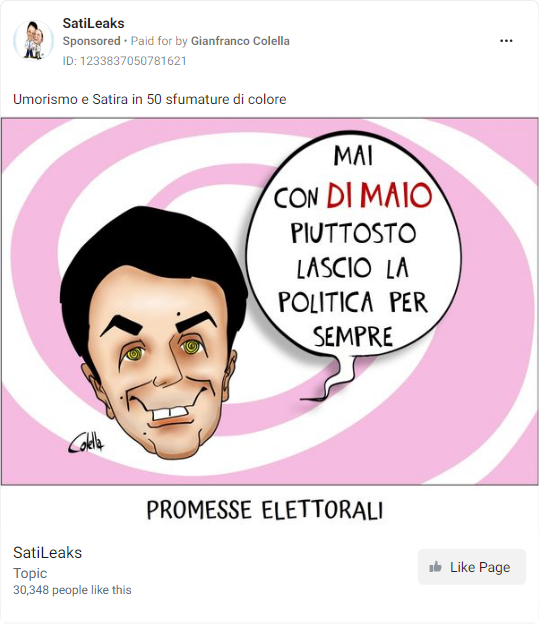 SatiLeaks
Sponsored • Paid for by Gianfranco Colella
ID: 1233837050781621
Umorismo e Satira in 50 sfumature di colore
MAI
CON DI MAIO
PIUTTOSTO
LASCIO LA
POLITICA PER
SEMPRE
Colella
PROMESSE ELETTORALI
SatiLeaks
Topic
30,348 people like this
Like Page